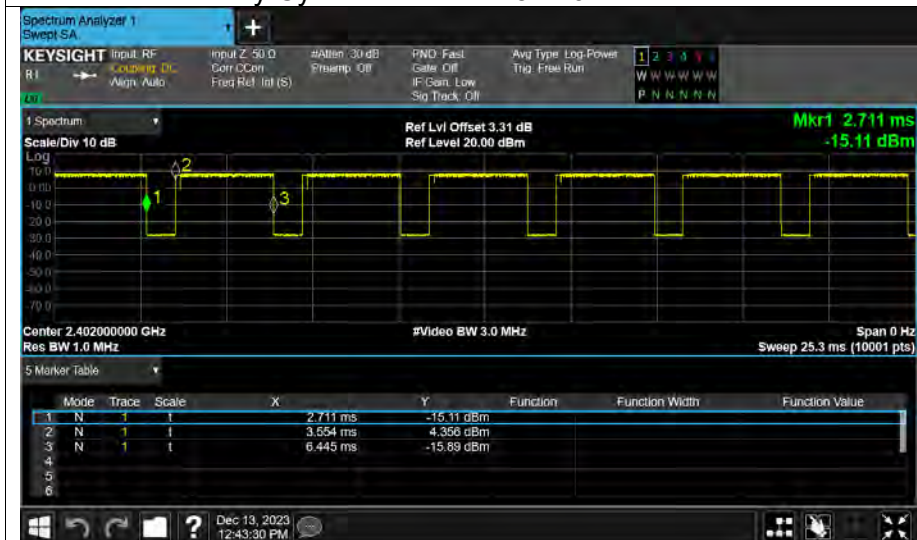 Spectrum Analyzer 1
Swept SA
KEYSIGHT Input: RF Input Z: 50 Ω #Atten: 30 dB PNO: Fast Avg Type: Log-Power 1 2 3 4 5 6
Coupling: DC Corr CCorr Preamp: Off Gate: Off Trig: Free Run W W W W W W
Align: Auto Freq Ref: Int (S) IF Gain: Low P N N N N N
Sig Track: Off
1 Spectrum Ref Lvl Offset 3.31 dB Mkr1 2.711 ms
Scale/Div 10 dB Ref Level 20.00 dBm -15.11 dBm
Log
10.0
0.00
-10.0
-20.0
-30.0
-40.0
-50.0
-60.0
-70.0
1
2
3
Center 2.402000000 GHz #Video BW 3.0 MHz Span 0 Hz
Res BW 1.0 MHz Sweep 25.3 ms (10001 pts)
5 Marker Table
Mode Trace Scale X Y Function Function Width Function Value
1 N 1 t 2.711 ms -15.11 dBm
2 N 1 t 3.554 ms 4.356 dBm
3 N 1 t 6.445 ms -15.89 dBm
4
5
6
? Dec 13, 2023
12:43:30 PM